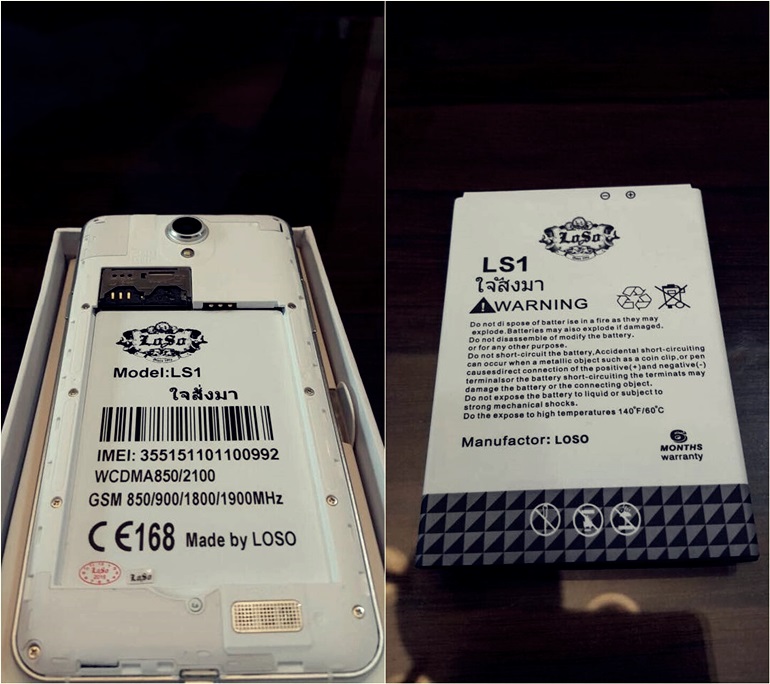 LoSo
Model:LS1
ใจสั่งมา
IMEI: 355151101100992
WCDMA850/2100
GSM 850/900/1800/1900MHz
CE168 Made by LOSO
LoSo
LoSo
LoSo
LS1
ใจสั่งมา
WARNING
Do not di spose of batter ise in a fire as they may
explode.Batteries may also explode if damaged.
Do not disassemble of modify the battery.
or for any other purpose.
Do not short-circuit the battery,Accidental short-circuiting
can occur when a metallic object such as a coin clip,or pen
causesdirect connection of the positive(+)and negative(-)
terminalsor the battery short-circuiting the terminats may
damage the battery or the connecting object.
Do not expose the battery to liquid or subject to
strong mechanical shocks.
Do the expose to high temperatures 140°F/60°C
Manufactor: LOSO
6
MONTHS
warranty